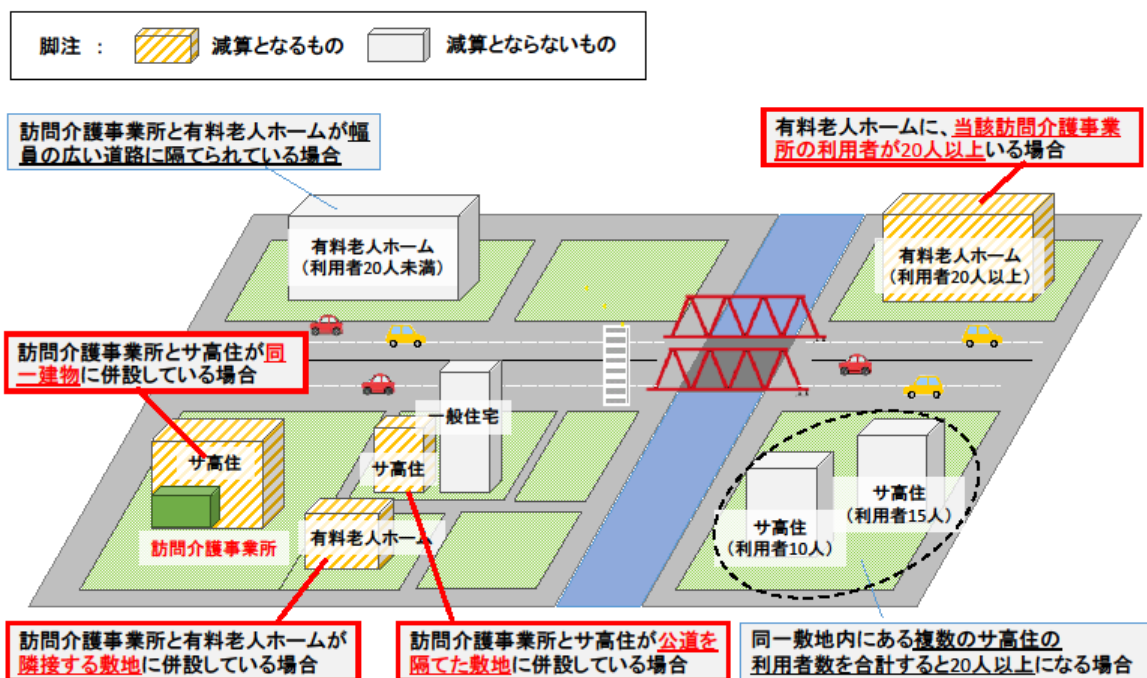 脚注 ： 減算となるもの 減算とならないもの
訪問介護事業所と有料老人ホームが幅
員の広い道路に隔てられている場合
有料老人ホームに、当該訪問介護事業
所の利用者が20人以上いる場合
有料老人ホーム
（利用者20人未満）
有料老人ホーム
（利用者20人以上）
訪問介護事業所とサ高住が同
一建物に併設している場合
一般住宅
サ高住
サ高住
訪問介護事業所
有料老人ホーム
サ高住
（利用者15人）
サ高住
（利用者10人）
訪問介護事業所と有料老人ホームが
隣接する敷地に併設している場合
訪問介護事業所とサ高住が公道を
隔てた敷地に併設している場合
同一敷地内にある複数のサ高住の
利用者数を合計すると20人以上になる場合